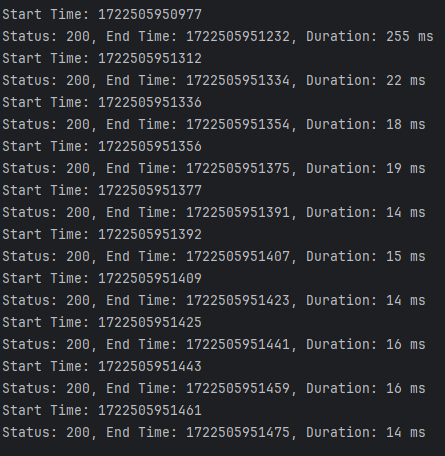 Start Time: 1722505950977
Status: 200, End Time: 1722505951232, Duration: 255 ms
Start Time: 1722505951312
Status: 200, End Time: 1722505951334, Duration: 22 ms
Start Time: 1722505951336
Status: 200, End Time: 1722505951354, Duration: 18 ms
Start Time: 1722505951356
Status: 200, End Time: 1722505951375, Duration: 19 ms
Start Time: 1722505951377
Status: 200, End Time: 1722505951391, Duration: 14 ms
Start Time: 1722505951392
Status: 200, End Time: 1722505951407, Duration: 15 ms
Start Time: 1722505951409
Status: 200, End Time: 1722505951423, Duration: 14 ms
Start Time: 1722505951425
Status: 200, End Time: 1722505951441, Duration: 16 ms
Start Time: 1722505951443
Status: 200, End Time: 1722505951459, Duration: 16 ms
Start Time: 1722505951461
Status: 200, End Time: 1722505951475, Duration: 14 ms